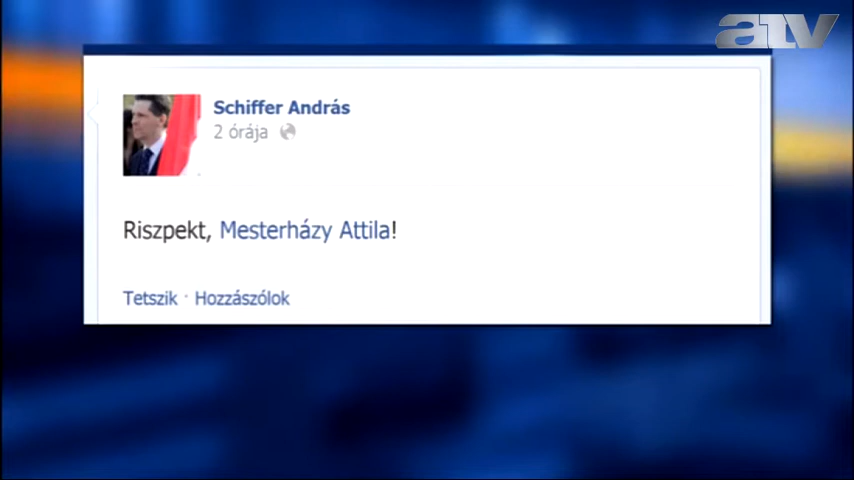 atv
Schiffer András
2 órája
Riszpekt, Mesterházy Attila!
Tetszik · Hozzászólok